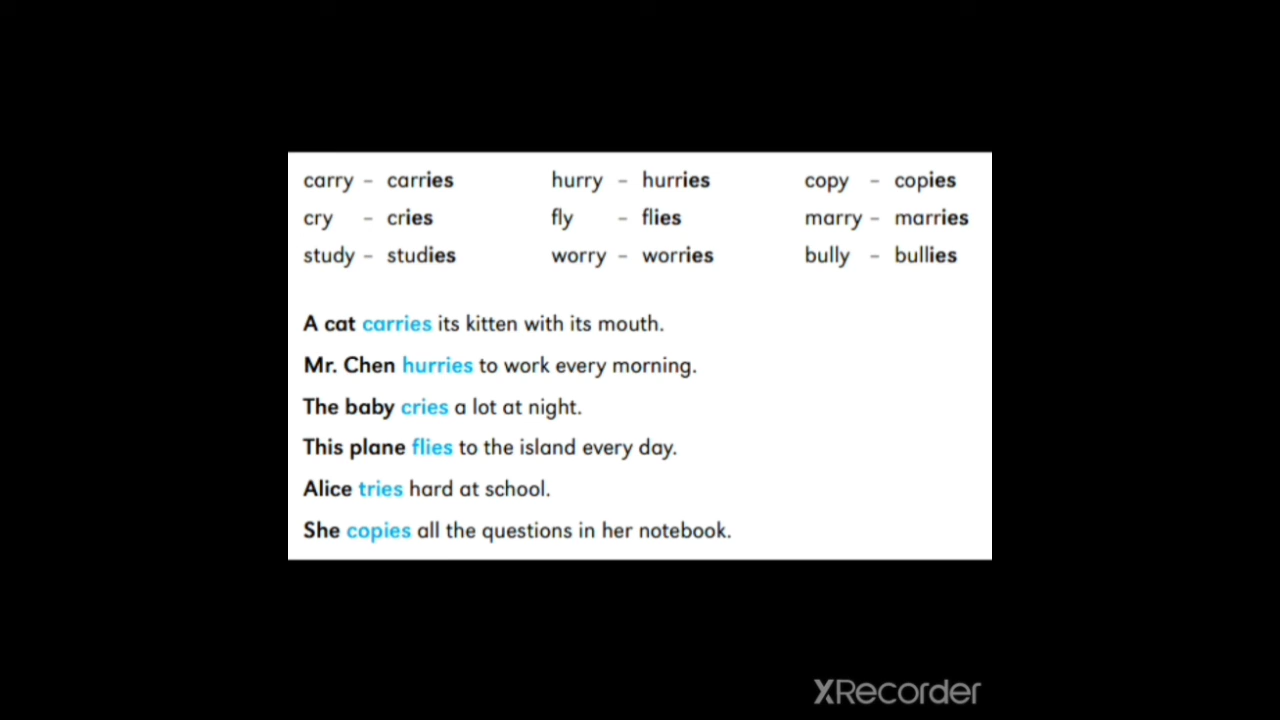 carry – carries hurry – hurries copy – copies
cry – cries fly – flies marry – marries
study – studies worry – worries bully – bullies
A cat carries its kitten with its mouth.
Mr. Chen hurries to work every morning.
The baby cries a lot at night.
This plane flies to the island every day.
Alice tries hard at school.
She copies all the questions in her notebook.
XRecorder